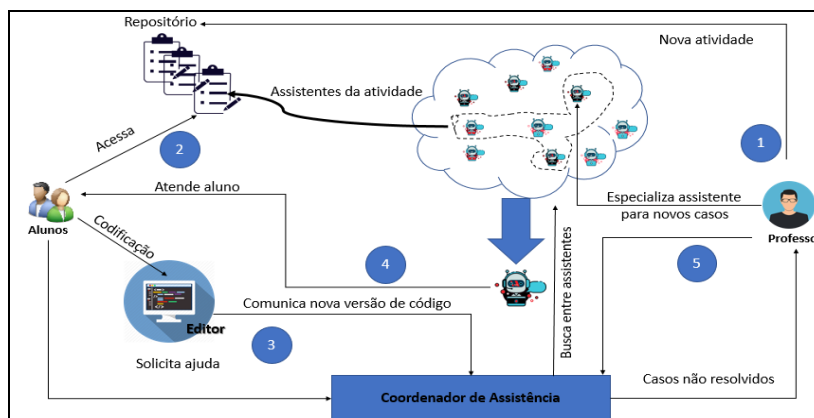 Repositório
Nova atividade
Assistentes da atividade
Acessa
2
1
Atende aluno
Especializa assistente
para novos casos
Alunos
Codificação
Professo
4
5
Busca entre assistentes
Editor
Comunica nova versão de código
3
Solicita ajuda
Coordenador de Assistência
Casos não resolvidos